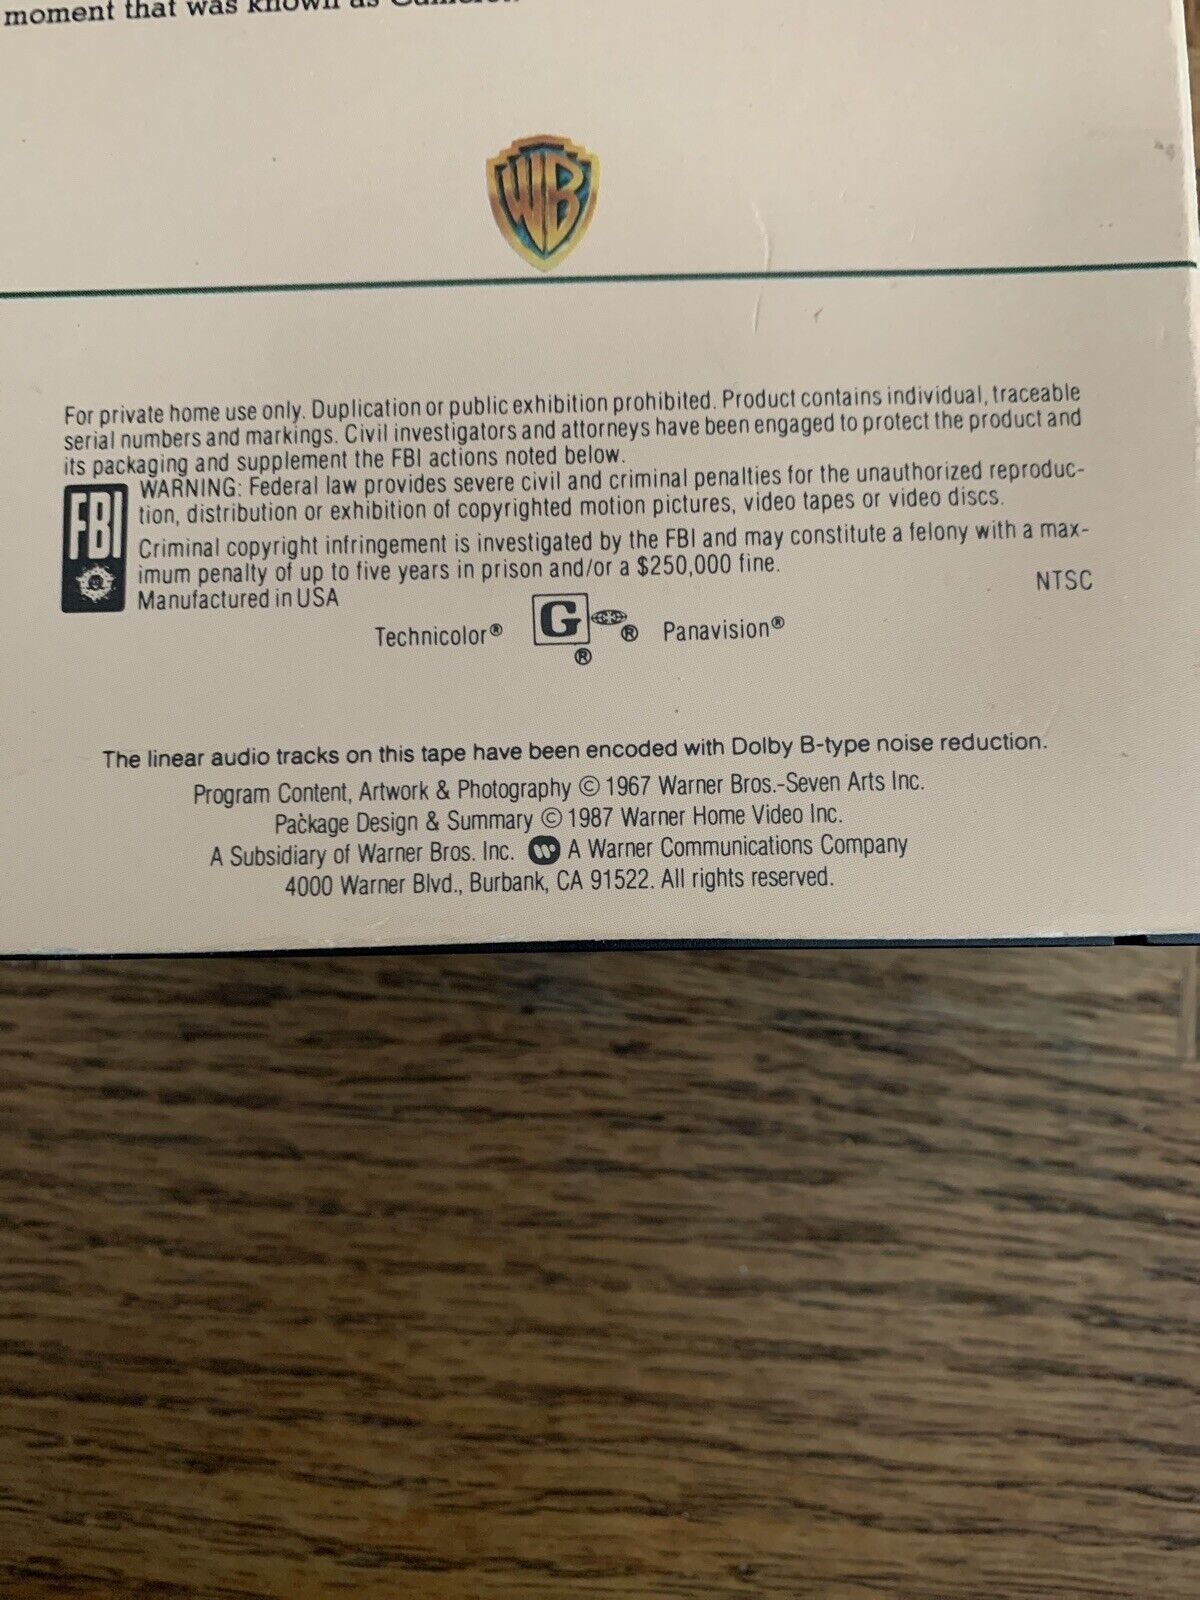 moment that was known as
WB
For private home use only. Duplication or public exhibition prohibited. Product contains individual, traceable
serial numbers and markings. Civil investigators and attorneys have been engaged to protect the product and
its packaging and supplement the FBI actions noted below.
FBI
WARNING: Federal law provides severe civil and criminal penalties for the unauthorized reproduc-
tion, distribution or exhibition of copyrighted motion pictures, video tapes or video discs.
Criminal copyright infringement is investigated by the FBI and may constitute a felony with a max-
imum penalty of up to five years in prison and/or a $250,000 fine.
Manufactured in USA
NTSC
Technicolor® G ® ® Panavision®
The linear audio tracks on this tape have been encoded with Dolby B-type noise reduction.
Program Content, Artwork & Photography © 1967 Warner Bros.-Seven Arts Inc.
Package Design & Summary © 1987 Warner Home Video Inc.
A Subsidiary of Warner Bros. Inc. A Warner Communications Company
4000 Warner Blvd., Burbank, CA 91522. All rights reserved.